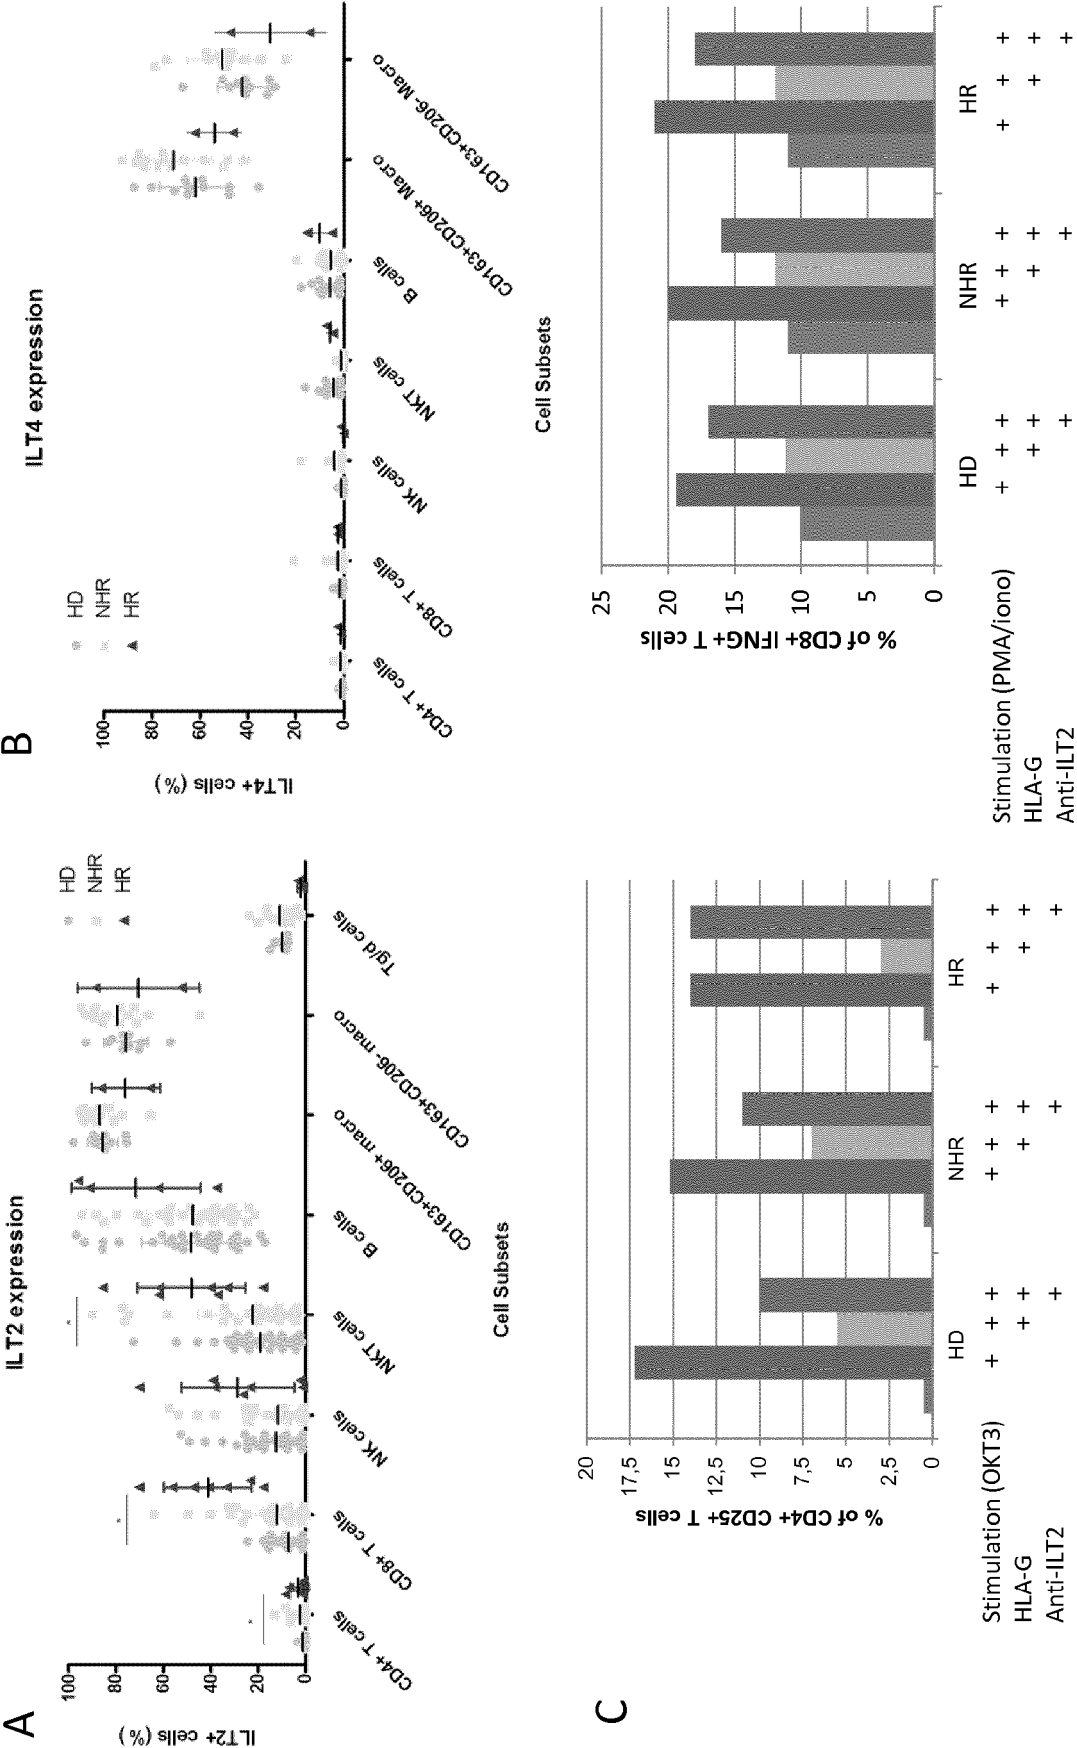 A
ILT2 expression
HD
NHR
HR
ILT2+ cells (%)
100
80
60
40
20
0
*
*
*
CD4+ T cells
CD8+ T cells
NK cells
NKT cells
B cells
CD163+CD206+ macro
CD163+CD206- macro
Tg/d cells
Cell Subsets
B
ILT4 expression
HD
NHR
HR
ILT4+ cells (%)
100
80
60
40
20
0
CD4+ T cells
CD8+ T cells
NK cells
NKT cells
B cells
CD163+CD206+ Macro
CD163+CD206- Macro
Cell Subsets
C
% of CD4+ CD25+ T cells
20
17,5
15
12,5
10
7,5
5
2,5
0
HD NHR HR
Stimulation (OKT3) + + + + + + + + +
HLA-G + + + + + +
Anti-ILT2 + + +
% of CD8+ IFNG+ T cells
25
20
15
10
5
0
HD NHR HR
Stimulation (PMA/iono) + + + + + + + + +
HLA-G + + + + + +
Anti-ILT2 + + +